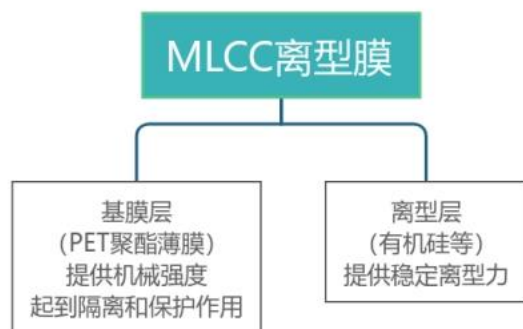 MLCC离型膜
基膜层
（PET聚酯薄膜）
提供机械强度
起到隔离和保护作用
离型层
（有机硅等）
提供稳定离型力